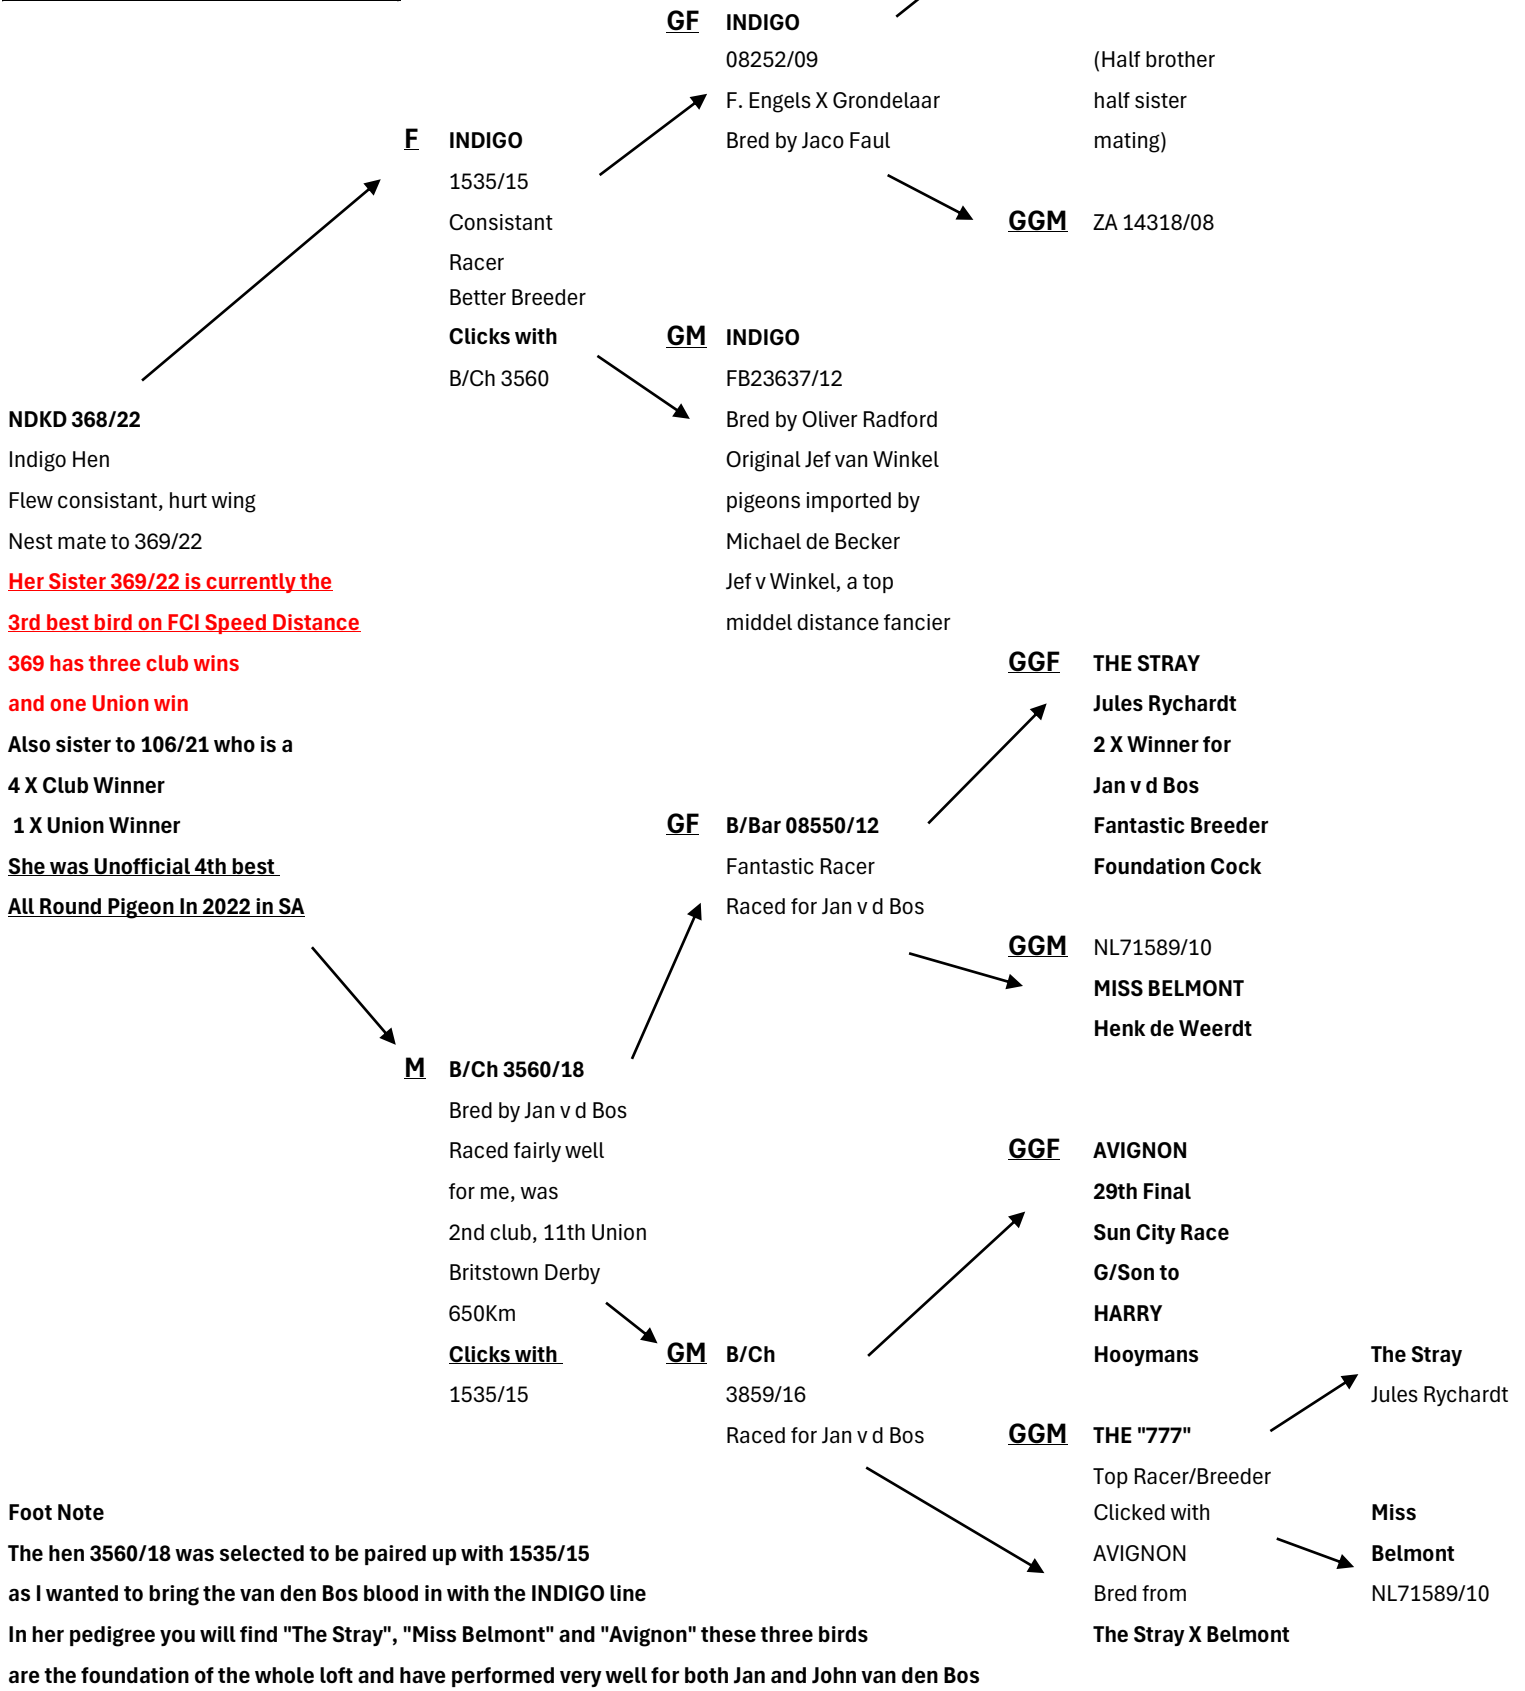 GF INDIGO
08252/09
(Half brother
F. Engels X Grondelaar
half sister
F INDIGO
Bred by Jaco Faul
mating)
1535/15
Consistant
GGM ZA 14318/08
Racer
Better Breeder
Clicks with
GM INDIGO
B/Ch 3560
FB23637/12
NDKD 368/22
Bred by Oliver Radford
Indigo Hen
Original Jef van Winkel
Flew consistant, hurt wing
pigeons imported by
Nest mate to 369/22
Michael de Becker
Her Sister 369/22 is currently the
Jef v Winkel, a top
3rd best bird on FCI Speed Distance
middel distance fancier
369 has three club wins
GGF THE STRAY
and one Union win
Jules Rychardt
Also sister to 106/21 who is a
2 X Winner for
4 X Club Winner
Jan v d Bos
1 X Union Winner
GF B/Bar 08550/12
Fantastic Breeder
She was Unofficial 4th best
Fantastic Racer
Foundation Cock
All Round Pigeon In 2022 in SA
Raced for Jan v d Bos
GGM NL71589/10
MISS BELMONT
Henk de Weerdt
M B/Ch 3560/18
Bred by Jan v d Bos
Raced fairly well
GGF AVIGNON
for me, was
29th Final
2nd club, 11th Union
Sun City Race
Britstown Derby
G/Son to
650Km
HARRY
Clicks with
GM B/Ch
Hooymans
The Stray
1535/15
3859/16
Jules Rychardt
Raced for Jan v d Bos
GGM THE "777"
Top Racer/Breeder
Foot Note
Clicked with
Miss
The hen 3560/18 was selected to be paired up with 1535/15
AVIGNON
Belmont
as I wanted to bring the van den Bos blood in with the INDIGO line
Bred from
NL71589/10
In her pedigree you will find "The Stray", "Miss Belmont" and "Avignon" these three birds
The Stray X Belmont
are the foundation of the whole loft and have performed very well for both Jan and John van den Bos